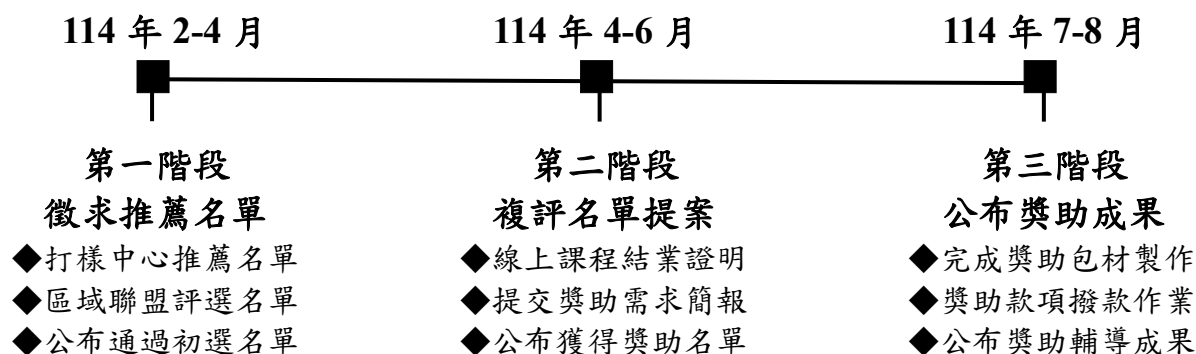 114 年 2-4 月
第一階段
徵求推薦名單
◆打樣中心推薦名單
◆區域聯盟評選名單
◆公布通過初選名單
114 年 4-6 月
第二階段
複評名單提案
◆線上課程結業證明
◆提交獎助需求簡報
◆公布獲得獎助名單
114 年 7-8 月
第三階段
公布獎助成果
◆完成獎助包材製作
◆獎助款項撥款作業
◆公布獎助輔導成果